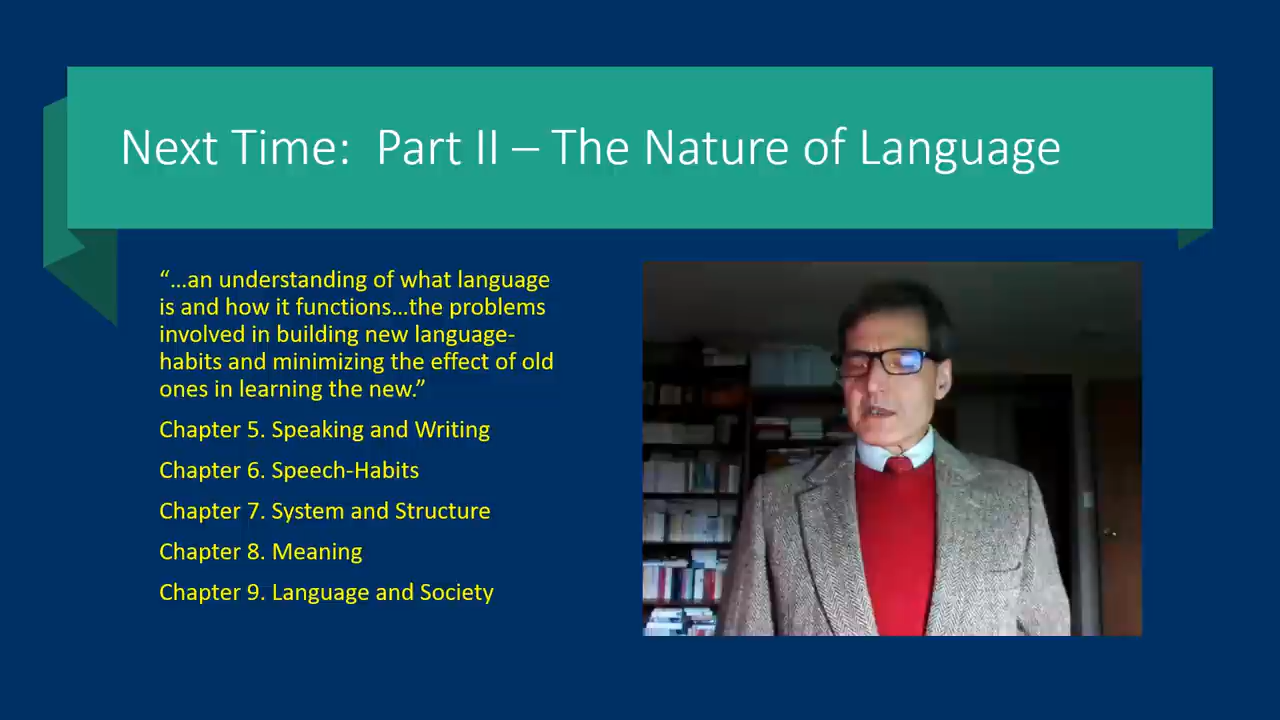 Next Time:  Part II – The Nature of Language
“...an understanding of what language
is and how it functions...the problems
involved in building new language-
habits and minimizing the effect of old
ones in learning the new.”
Chapter 5. Speaking and Writing
Chapter 6. Speech-Habits
Chapter 7. System and Structure
Chapter 8. Meaning
Chapter 9. Language and Society